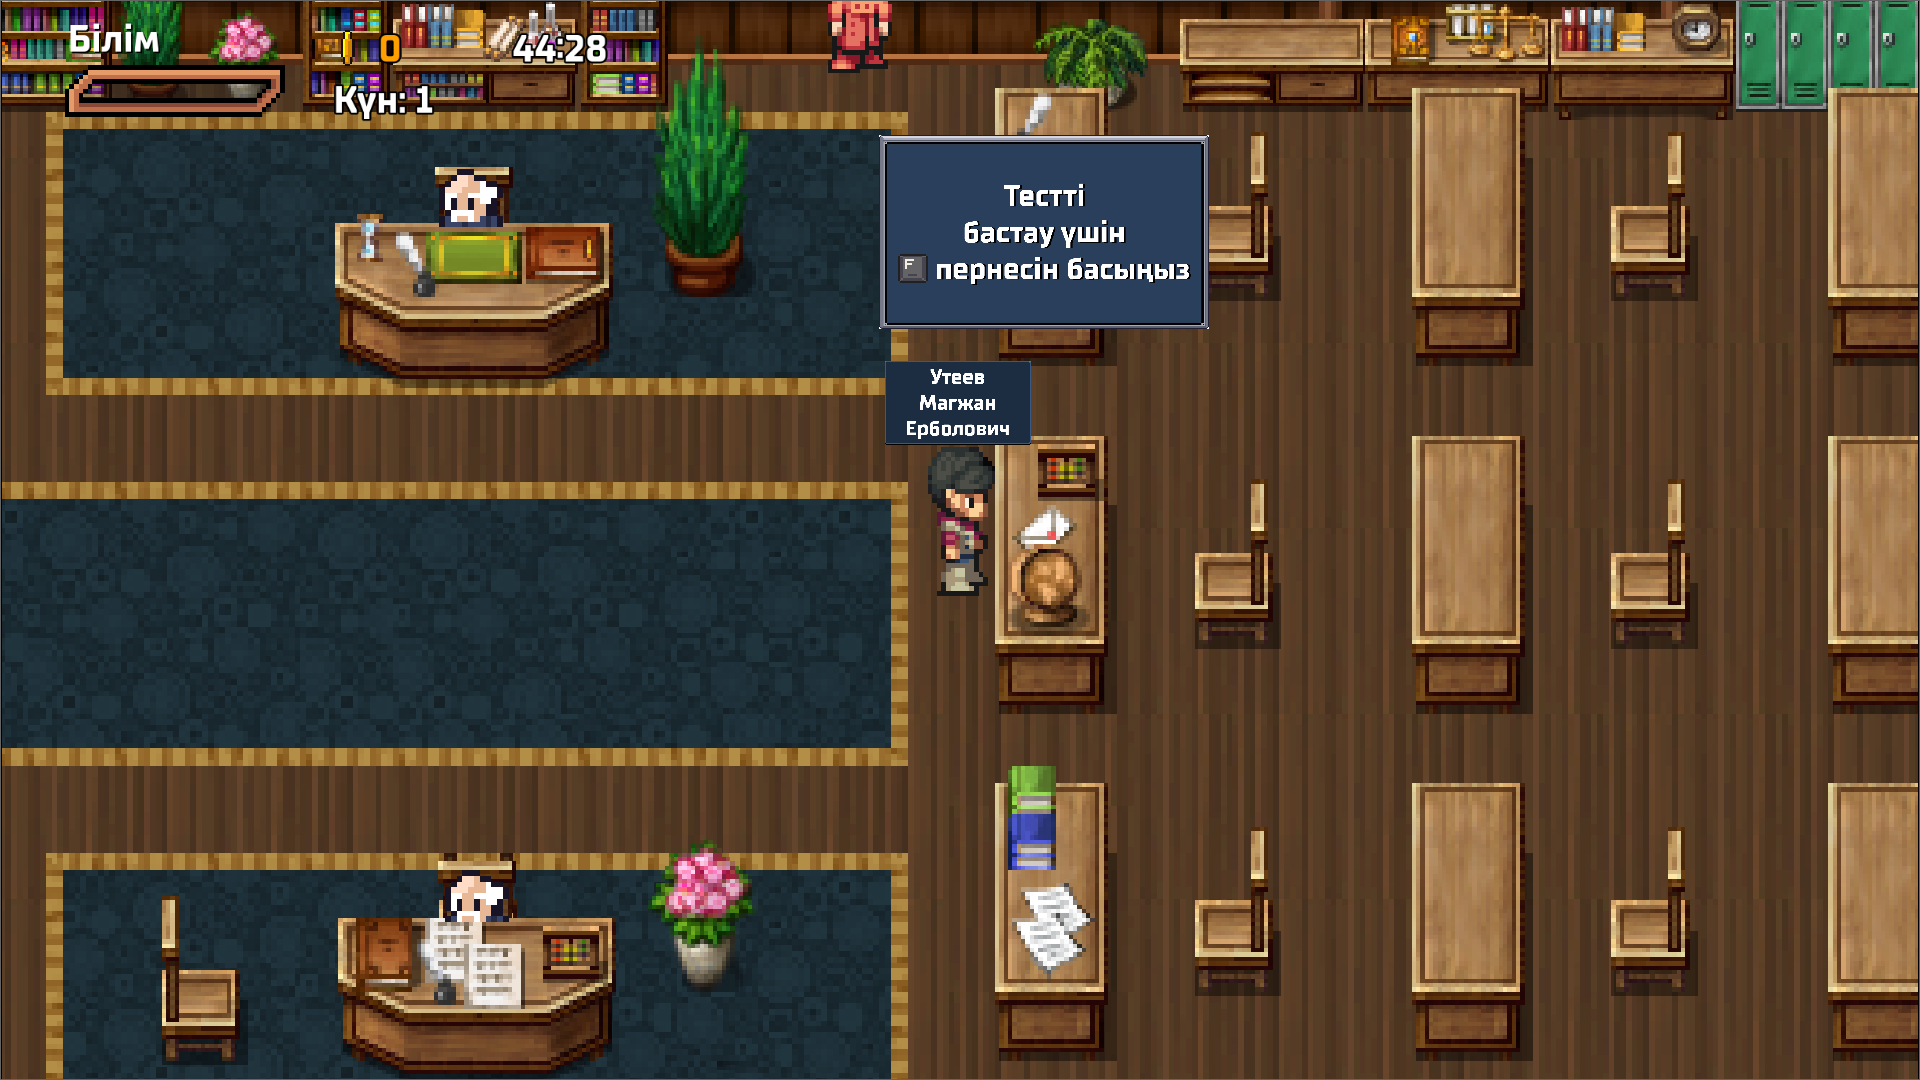 Білім
0
44:28
Күн: 1
Тестті
бастау үшін
F пернесін басыңыз
Утеев
Магжан
Ерболович